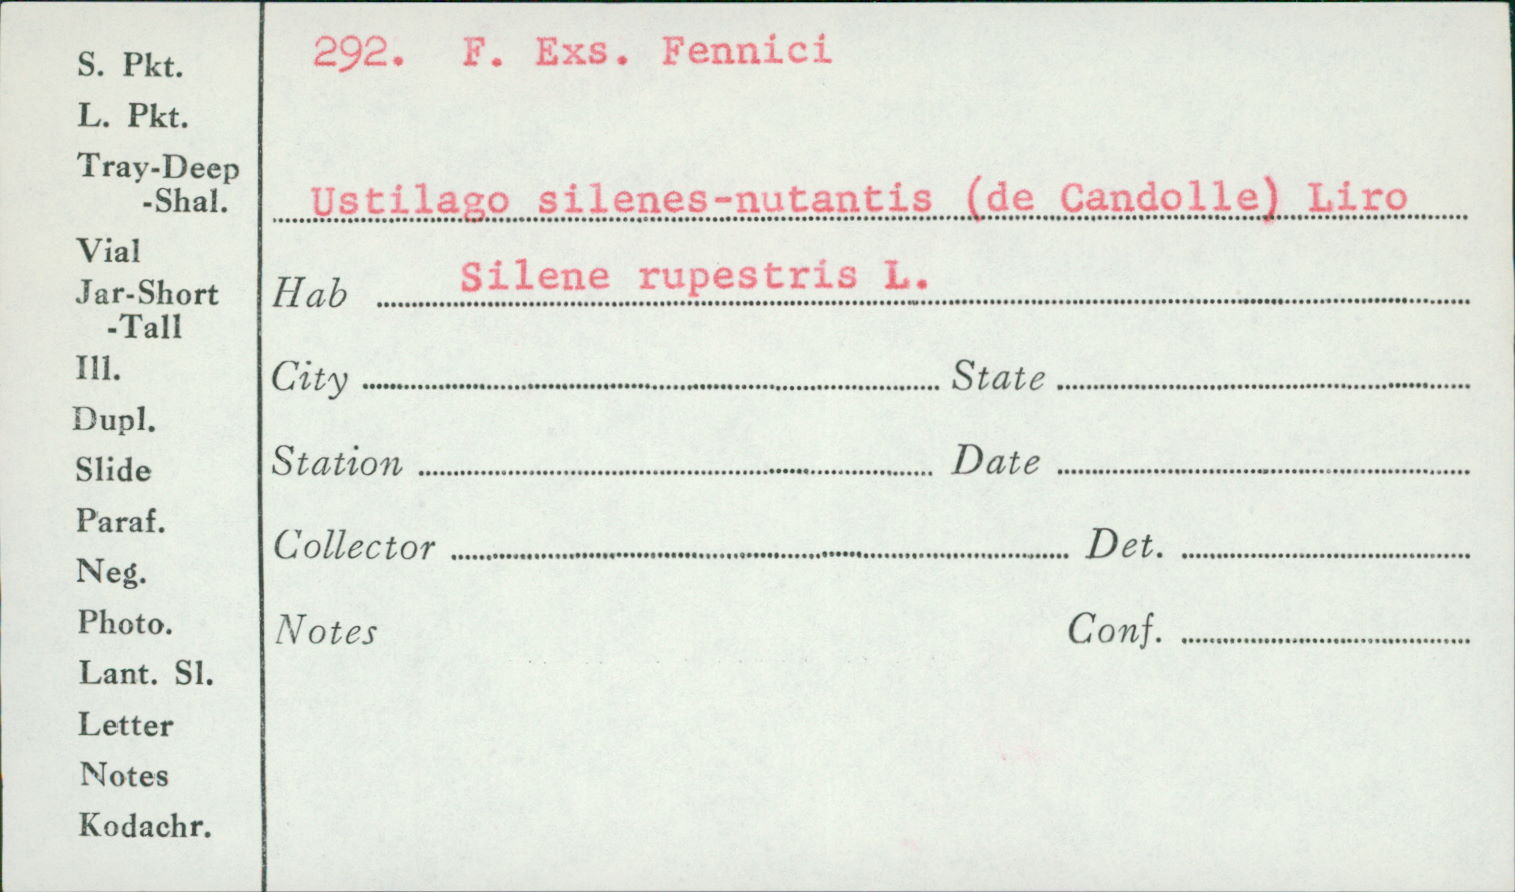 S. Pkt.
L. Pkt.
Tray-Deep
-Shal.
Vial
Jar-Short
-Tall
Ill.
Dupl.
Slide
Paraf.
Neg.
Photo.
Lant. Sl.
Letter
Notes
Kodachr.
292. F. Exs. Fennici
Ustilago silenes-nutantis (de Candolle) Liro
Hab Silene rupestris L.
City State
Station Date
Collector Det.
Notes Conf.